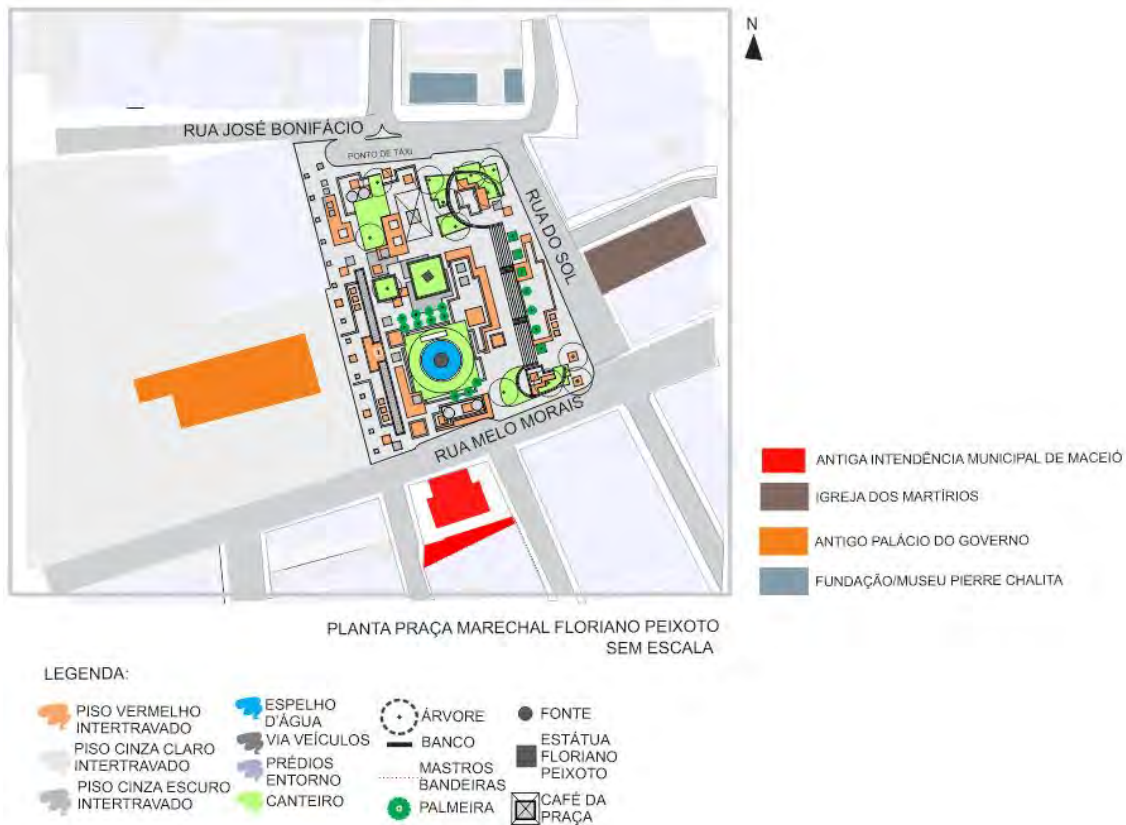 N
RUA JOSÉ BONIFÁCIO
PONTO DE TÁXI
RUA DO SOL
RUA MELO MORAIS
ANTIGA INTENDÊNCIA MUNICIPAL DE MACEIÓ
IGREJA DOS MARTÍRIOS
ANTIGO PALÁCIO DO GOVERNO
FUNDAÇÃO/MUSEU PIERRE CHALITA
PLANTA PRAÇA MARECHAL FLORIANO PEIXOTO
SEM ESCALA
LEGENDA:
PISO VERMELHO
INTERTRAVADO
PISO CINZA CLARO
INTERTRAVADO
PISO CINZA ESCURO
INTERTRAVADO
ESPELHO
D'ÁGUA
VIA VEÍCULOS
PRÉDIOS
ENTORNO
CANTEIRO
ÁRVORE
BANCO
MASTROS
BANDEIRAS
PALMEIRA
FONTE
ESTÁTUA
FLORIANO
PEIXOTO
CAFÉ DA
PRAÇA